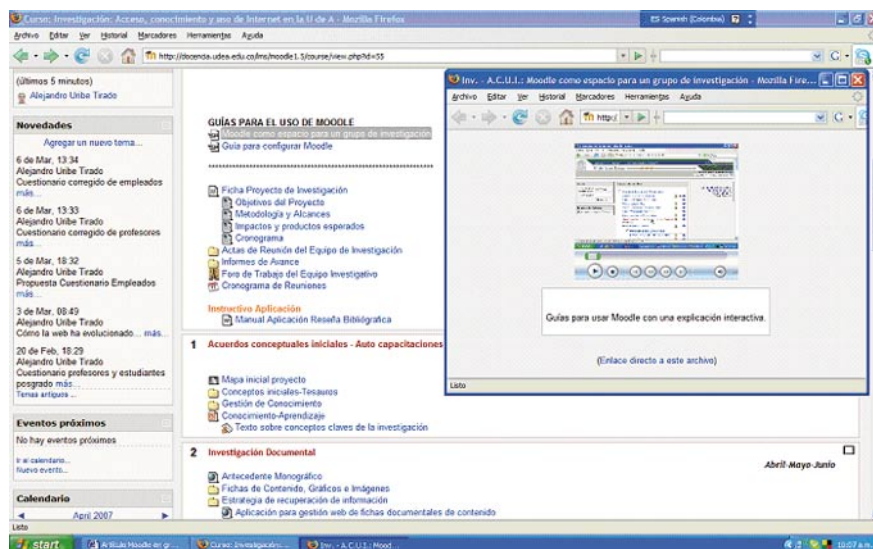 Curso: Investigación: Acceso, conocimiento y uso de Internet en la U de A - Mozilla Firefox
ES Spanish (Colombia)
Archivo Editar Ver Historial Marcadores Herramientas Ayuda
http://docencia.udea.edu.co/lms/moodle1.5/course/view.php?id=55
(últimos 5 minutos)
Alejandro Uribe Tirado
Novedades
Agregar un nuevo tema...
6 de Mar, 13:34
Alejandro Uribe Tirado
Cuestionario corregido de empleados
más...
6 de Mar, 13:33
Alejandro Uribe Tirado
Cuestionario corregido de profesores
más...
5 de Mar, 18:32
Alejandro Uribe Tirado
Propuesta Cuestionario Empleados
más...
3 de Mar, 08:49
Alejandro Uribe Tirado
Cómo la web ha evolucionado... más...
20 de Feb, 18:29
Alejandro Uribe Tirado
Cuestionario profesores y estudiantes
posgrado más...
Temas antiguos ...
Eventos próximos
No hay eventos próximos
Ir al calendario...
Nuevo evento...
Calendario
April 2007
GUÍAS PARA EL USO DE MOODLE
Moodle como espacio para un grupo de investigación
Guía para configurar Moodle
Ficha Proyecto de Investigación
Objetivos del Proyecto
Metodología y Alcances
Impactos y productos esperados
Cronograma
Actas de Reunión del Equipo de Investigación
Informes de Avance
Foro de Trabajo del Equipo Investigativo
Cronograma de Reuniones
Instructivo Aplicación
Manual Aplicación Reseña Bibliógrafica
1 Acuerdos conceptuales iniciales - Auto capacitaciones
Mapa inicial proyecto
Conceptos iniciales-Tesauros
Gestión de Conocimiento
Conocimiento-Aprendizaje
Texto sobre conceptos claves de la investigación
2 Investigación Documental
Abril-Mayo-Junio
Antecedente Monográfico
Fichas de Contenido, Gráficos e Imágenes
Estrategia de recuperación de información
Aplicación para gestión web de fichas documentales de contenido
Inv. - A.C.U.I.: Moodle como espacio para un grupo de investigación - Mozilla Fire...
Archivo Editar Ver Historial Marcadores Herramientas Ayuda
http:/
Guías para usar Moodle con una explicación interactiva.
(Enlace directo a este archivo)
Listo
Listo
start
Artículo Moodle en gr...
Curso: Investigación:...
Inv. - A.C.U.I.: Mood...
10:07 a.m.